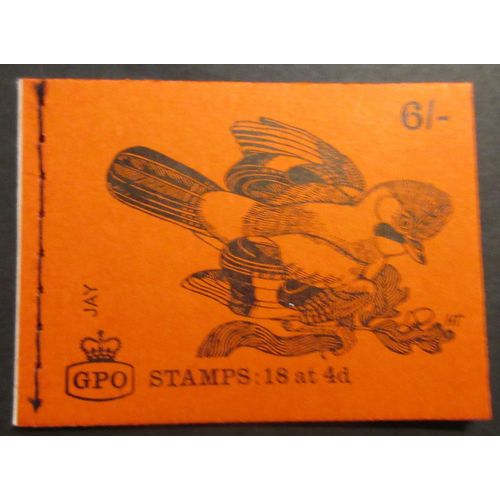 6/-
JAY
HT
GPO
STAMPS: 18 at 4d